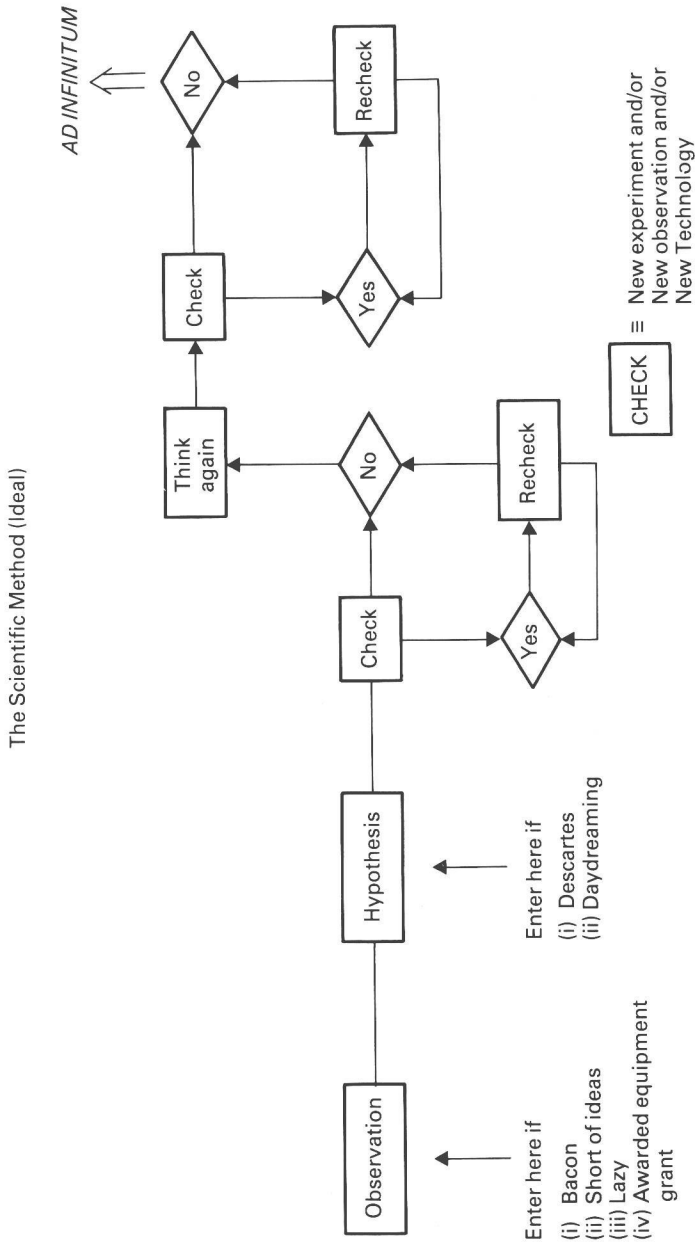 The Scientific Method (Ideal)
Observation
Enter here if
(i) Bacon
(ii) Short of ideas
(iii) Lazy
(iv) Awarded equipment
grant
Hypothesis
Enter here if
(i) Descartes
(ii) Daydreaming
Check
No
Yes
Recheck
Think
again
Check
No
Yes
Recheck
AD INFINITUM
CHECK ≡ New experiment and/or
New observation and/or
New Technology